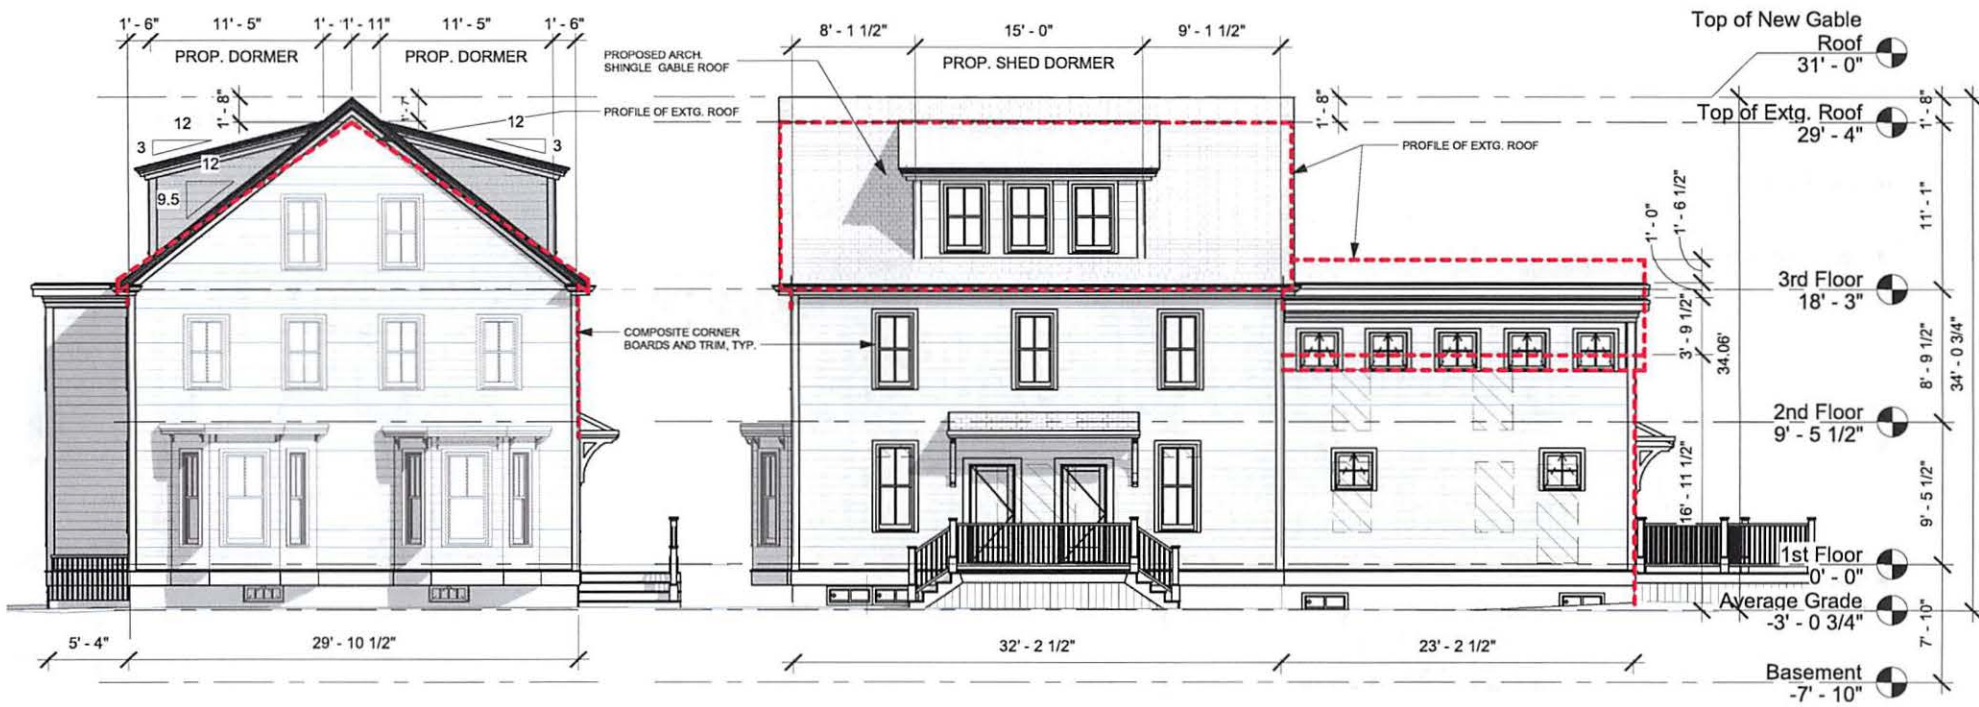 1' - 6"
11' - 5"
1' - 1' - 11"
11' - 5"
1' - 6"
PROP. DORMER
PROP. DORMER
1' - 8"
1' - 7"
12
3
12
9.5
12
3
PROPOSED ARCH.
SHINGLE GABLE ROOF
PROFILE OF EXTG. ROOF
COMPOSITE CORNER
BOARDS AND TRIM, TYP.
5' - 4"
29' - 10 1/2"
8' - 1 1/2"
15' - 0"
9' - 1 1/2"
PROP. SHED DORMER
1' - 8"
PROFILE OF EXTG. ROOF
1' - 0"
1' - 6 1/2"
3' - 9 1/2"
34.06'
16' - 11 1/2"
32' - 2 1/2"
23' - 2 1/2"
Top of New Gable
Roof
31' - 0"
Top of Extg. Roof
29' - 4"
3rd Floor
18' - 3"
2nd Floor
9' - 5 1/2"
1st Floor
0' - 0"
Average Grade
-3' - 0 3/4"
Basement
-7' - 10"
1' - 8"
11' - 1"
8' - 9 1/2"
9' - 5 1/2"
7' - 10"
34' - 0 3/4"